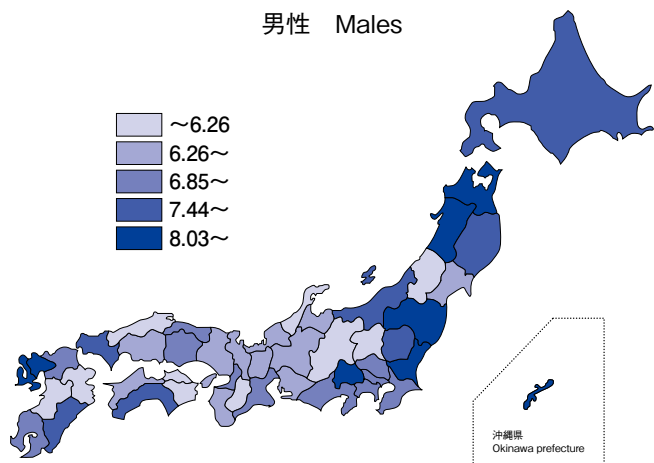 男性　Males
～6.26
6.26～
6.85～
7.44～
8.03～
沖縄県
Okinawa prefecture